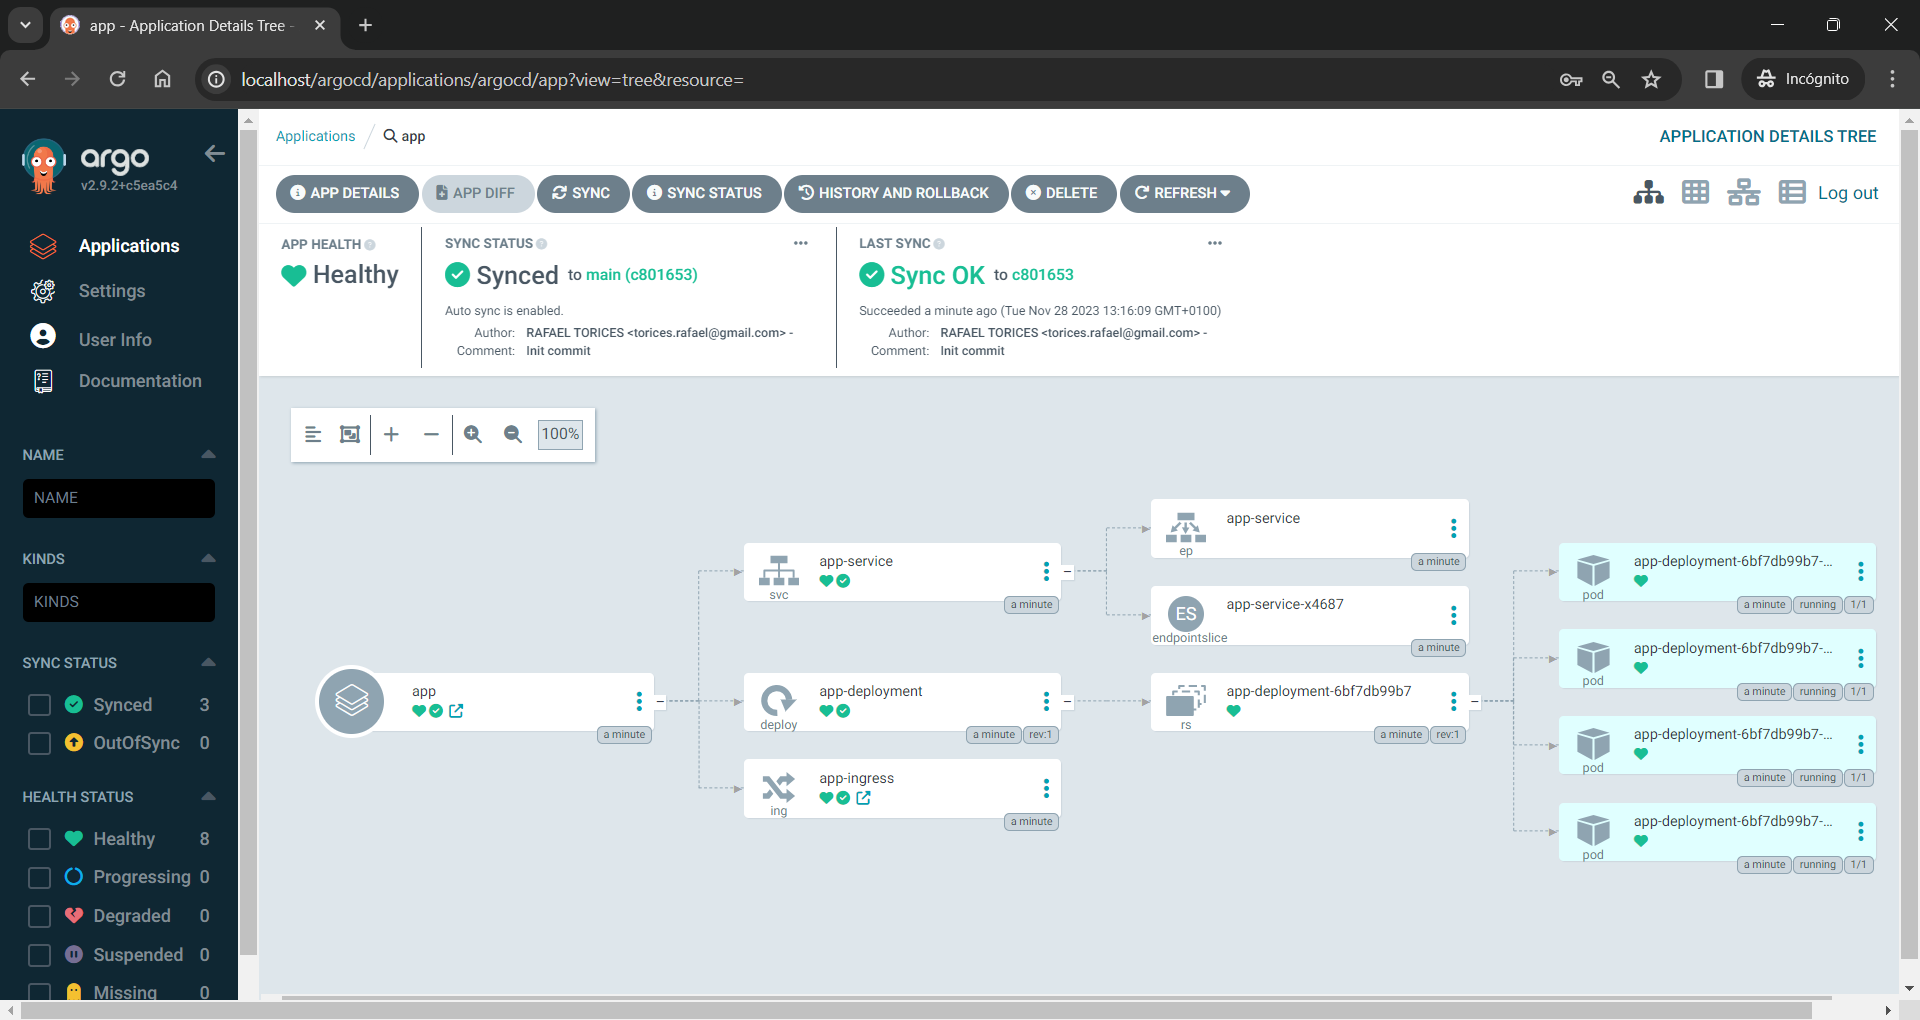 app - Application Details Tree -
localhost/argocd/applications/argocd/app?view=tree&resource=
Incógnito
argo
v2.9.2+c5ea5c4
Applications
Settings
User Info
Documentation
NAME
NAME
KINDS
KINDS
SYNC STATUS
Synced 3
OutOfSync 0
HEALTH STATUS
Healthy 8
Progressing 0
Degraded 0
Suspended 0
Missing 0
Applications / app
APPLICATION DETAILS TREE
APP DETAILS APP DIFF SYNC SYNC STATUS HISTORY AND ROLLBACK DELETE REFRESH
Log out
APP HEALTH
Healthy
SYNC STATUS
Synced to main (c801653)
Auto sync is enabled.
Author: RAFAEL TORICES <torices.rafael@gmail.com> -
Comment: Init commit
LAST SYNC
Sync OK to c801653
Succeeded a minute ago (Tue Nov 28 2023 13:16:09 GMT+0100)
Author: RAFAEL TORICES <torices.rafael@gmail.com> -
Comment: Init commit
100%
app
a minute
app-service
svc
a minute
app-deployment
deploy
a minute rev:1
app-ingress
ing
a minute
app-service
ep
a minute
ES
app-service-x4687
endpointslice
a minute
app-deployment-6bf7db99b7
rs
a minute rev:1
app-deployment-6bf7db99b7-...
pod
a minute running 1/1
app-deployment-6bf7db99b7-...
pod
a minute running 1/1
app-deployment-6bf7db99b7-...
pod
a minute running 1/1
app-deployment-6bf7db99b7-...
pod
a minute running 1/1